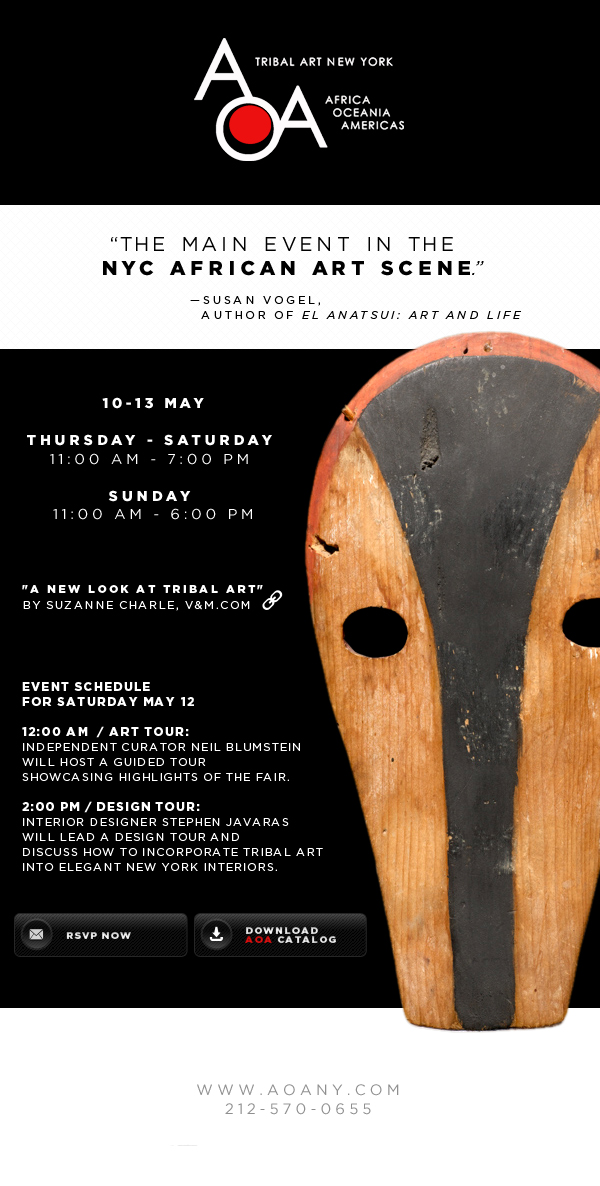 AOA
TRIBAL ART NEW YORK
AFRICA
OCEANIA
AMERICAS
“THE MAIN EVENT IN THE
NYC AFRICAN ART SCENE.”
—SUSAN VOGEL,
AUTHOR OF EL ANATSUI: ART AND LIFE
10-13 MAY
THURSDAY - SATURDAY
11:00 AM - 7:00 PM
SUNDAY
11:00 AM - 6:00 PM
"A NEW LOOK AT TRIBAL ART"
BY SUZANNE CHARLE, V&M.COM
EVENT SCHEDULE
FOR SATURDAY MAY 12
12:00 AM / ART TOUR:
INDEPENDENT CURATOR NEIL BLUMSTEIN
WILL HOST A GUIDED TOUR
SHOWCASING HIGHLIGHTS OF THE FAIR.
2:00 PM / DESIGN TOUR:
INTERIOR DESIGNER STEPHEN JAVARAS
WILL LEAD A DESIGN TOUR AND
DISCUSS HOW TO INCORPORATE TRIBAL ART
INTO ELEGANT NEW YORK INTERIORS.
RSVP NOW
DOWNLOAD
AOA CATALOG
WWW.AOANY.COM
212-570-0655